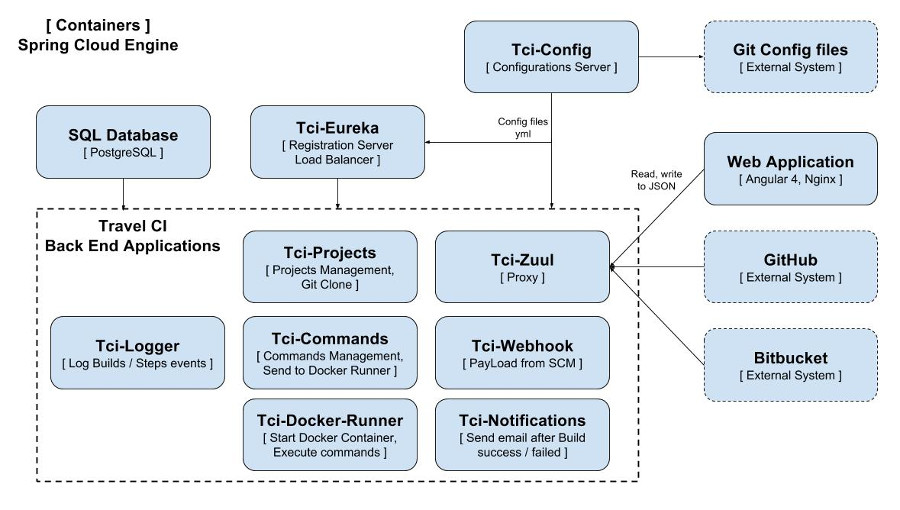 [ Containers ]
Spring Cloud Engine
Tci-Config
[ Configurations Server ]
Git Config files
[ External System ]
SQL Database
[ PostgreSQL ]
Tci-Eureka
[ Registration Server
Load Balancer ]
Config files
yml
Web Application
[ Angular 4, Nginx ]
Read, write
to JSON
Travel CI
Back End Applications
Tci-Projects
[ Projects Management,
Git Clone ]
Tci-Zuul
[ Proxy ]
GitHub
[ External System ]
Tci-Logger
[ Log Builds / Steps events ]
Tci-Commands
[ Commands Management,
Send to Docker Runner ]
Tci-Webhook
[ PayLoad from SCM ]
Bitbucket
[ External System ]
Tci-Docker-Runner
[ Start Docker Container,
Execute commands ]
Tci-Notifications
[ Send email after Build
success / failed ]